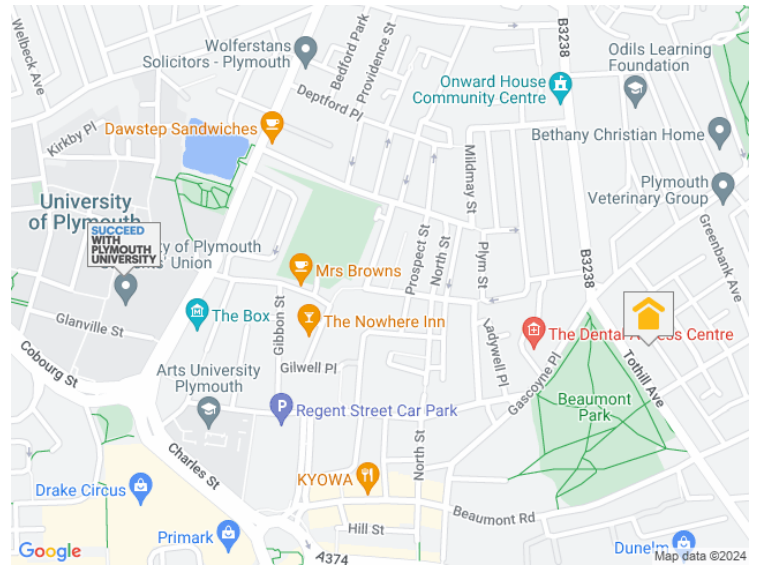 Welbeck Ave
Wolferstans
Solicitors - Plymouth
Bedford Park
Providence St
B3238
Odils Learning
Foundation
Onward House
Community Centre
Deptford Pl
Kirkby Pl
Dawstep Sandwiches
Bethany Christian Home
Mildmay St
Plymouth
Veterinary Group
University
of Plymouth
SUCCEED
WITH
PLYMOUTH
UNIVERSITY
ty of Plymouth
' Union
Greenbank Ave
Prospect St
North St
Plym St
B3238
Mrs Browns
The Box
Glanville St
Gibbon St
The Nowhere Inn
Ladywell Pl
The Dental Access Centre
Cobourg St
Tothill Ave
Arts University
Plymouth
Gilwell Pl
Gascoyne Pl
Beaumont
Park
Regent Street Car Park
North St
Charles St
KYOWA
Drake Circus
Beaumont Rd
Primark
Hill St
Dunelm
Google
A374
Map data ©2024